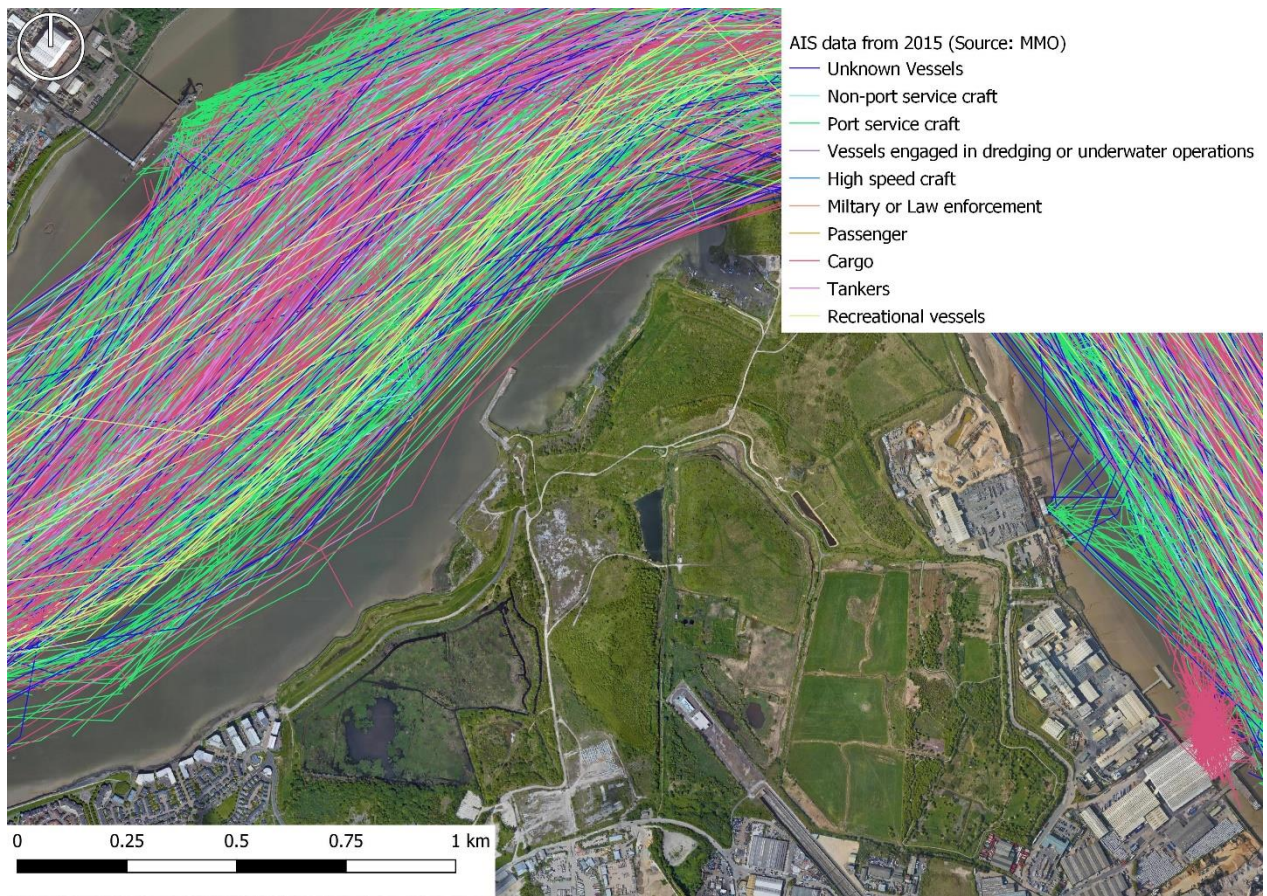 AIS data from 2015 (Source: MMO)
Unknown Vessels
Non-port service craft
Port service craft
Vessels engaged in dredging or underwater operations
High speed craft
Miltary or Law enforcement
Passenger
Cargo
Tankers
Recreational vessels
0 0.25 0.5 0.75 1 km